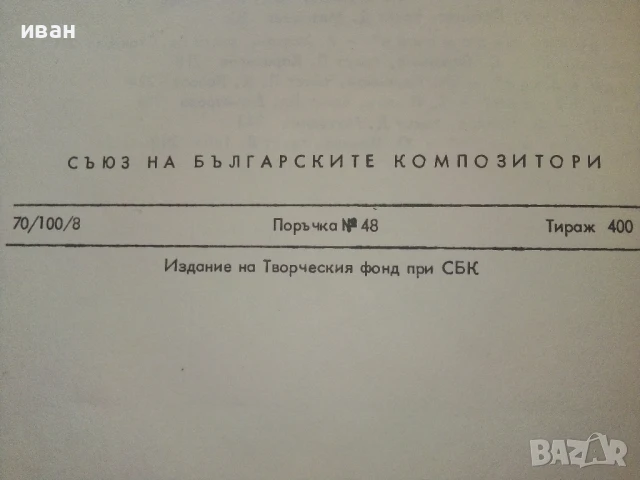 иван
СЪЮЗ НА БЪЛГАРСКИТЕ КОМПОЗИТОРИ
70/100/8 Поръчка № 48 Тираж 400
Издание на Творческия фонд при СБК
BAZAR